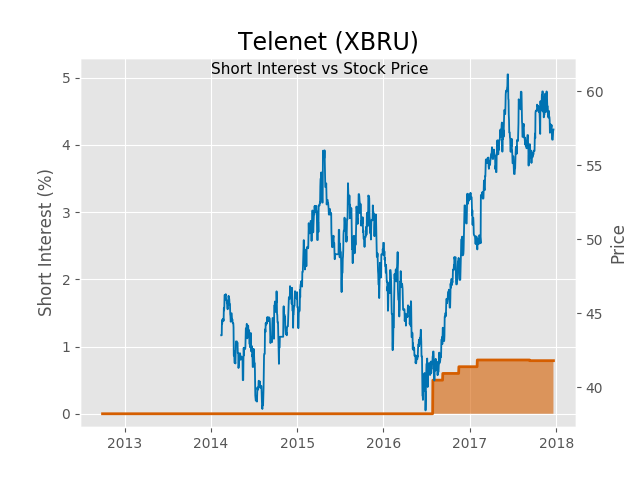 Telenet (XBRU)
Short Interest vs Stock Price
Short Interest (%)
5
4
3
2
1
0
60
55
50
45
40
Price
2013 2014 2015 2016 2017 2018